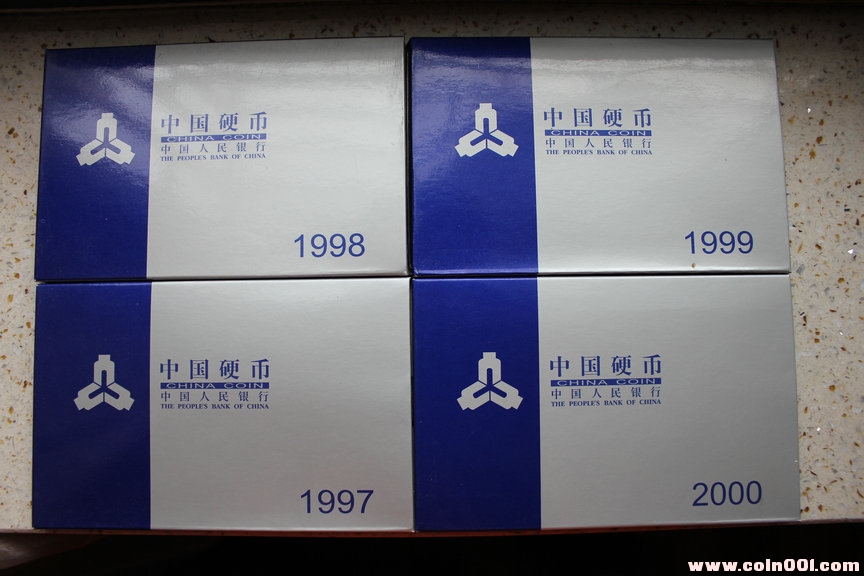 中国硬币
CHINA COIN
中国人民银行
THE PEOPLE'S BANK OF CHINA
1998
中国硬币
CHINA COIN
中国人民银行
THE PEOPLE'S BANK OF CHINA
1999
中国硬币
CHINA COIN
中国人民银行
THE PEOPLE'S BANK OF CHINA
1997
中国硬币
CHINA COIN
中国人民银行
THE PEOPLE'S BANK OF CHINA
2000
www.coin001.com